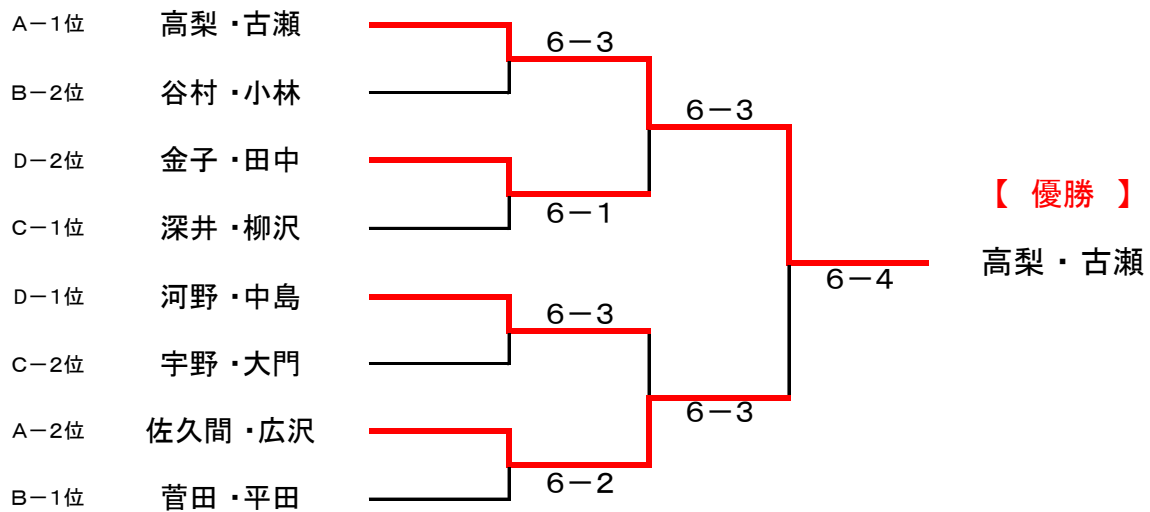 A－1位 高梨・古瀬
6－3
B－2位 谷村・小林
6－3
D－2位 金子・田中
【 優勝 】
6－1
C－1位 深井・柳沢
高梨・古瀬
6－4
D－1位 河野・中島
6－3
C－2位 宇野・大門
6－3
A－2位 佐久間・広沢
6－2
B－1位 菅田・平田